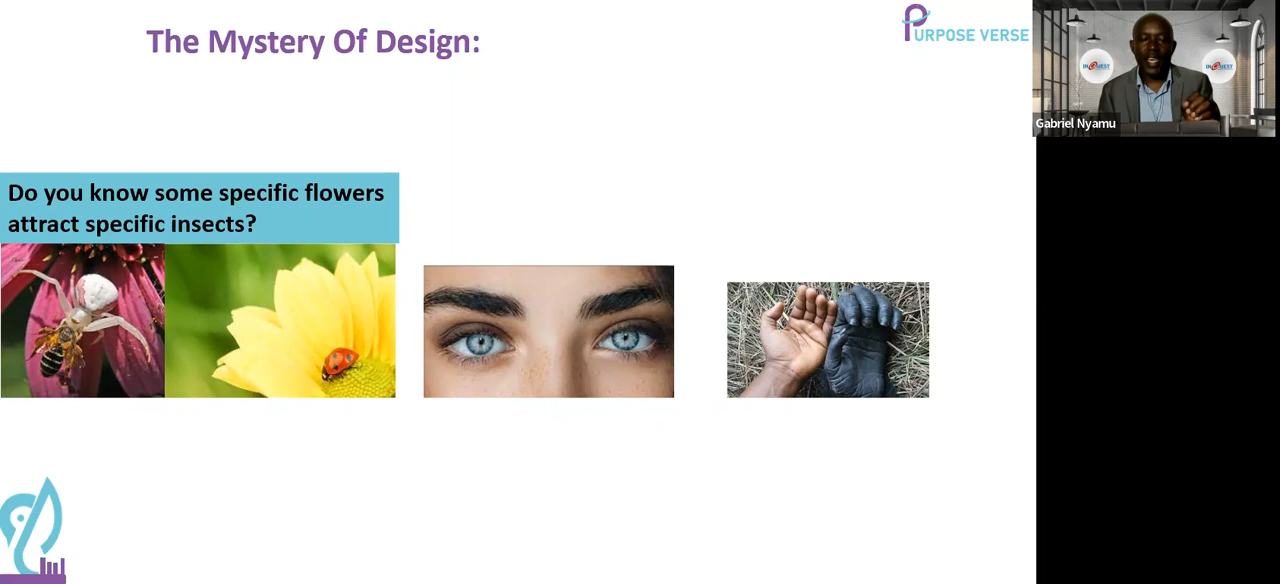 The Mystery Of Design:
PURPOSE VERSE
Gabriel Nyamu
Do you know some specific flowers
attract specific insects?